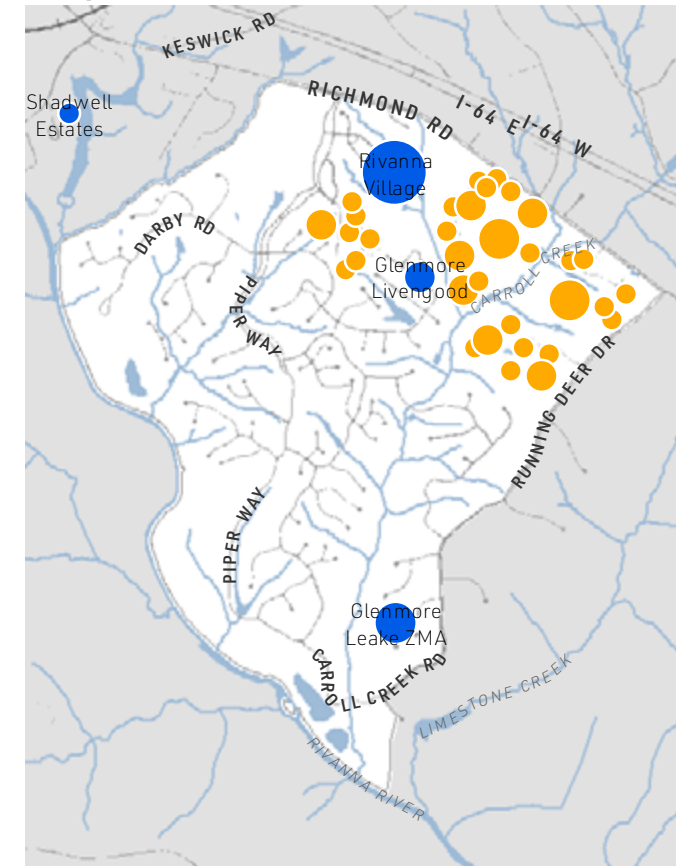 KESWICK RD
Shadwell
Estates
RICHMOND RD
I-64 E
I-64 W
Rivanna
Village
DARBY RD
CARROLL CREEK
Glenmore
Livengood
PIPER WAY
RUNNING DEER DR
PIPER WAY
Glenmore
Leake ZMA
CARROLL CREEK RD
LIMESTONE CREEK
RIVANNA RIVER